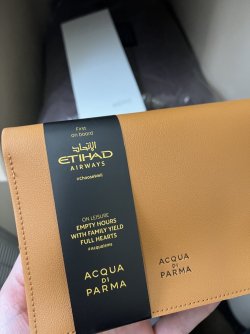 First
on board
الإتحاد
ETIHAD
AIRWAYS
#ChooseWell
ON LEISURE
EMPTY HOURS
WITH FAMILY YIELD
FULL HEARTS
ACQUA
DI
PARMA
ACQUA
DI
PARMA